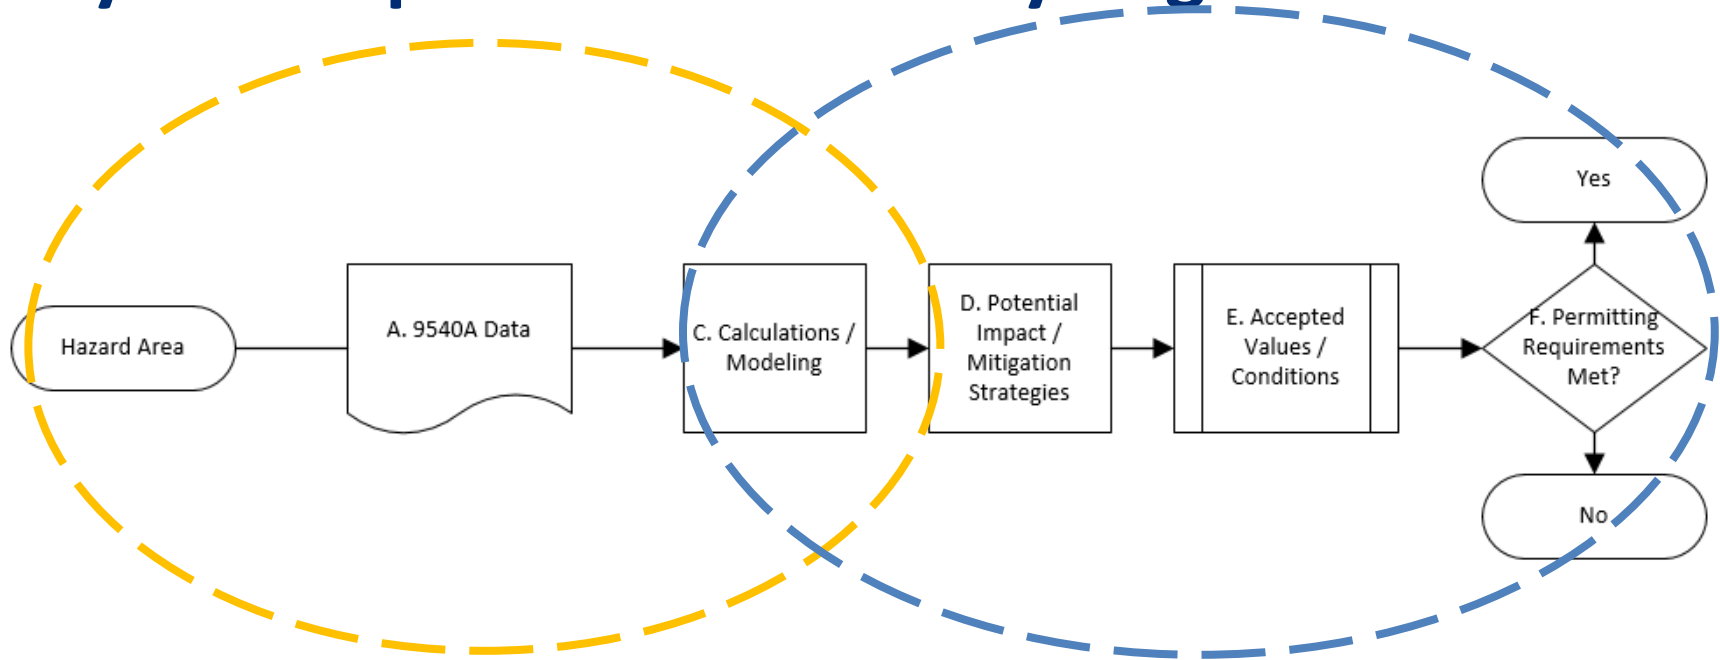 Hazard Area
A. 9540A Data
C. Calculations /
Modeling
D. Potential
Impact /
Mitigation
Strategies
E. Accepted
Values /
Conditions
F. Permitting
Requirements
Met?
Yes
No